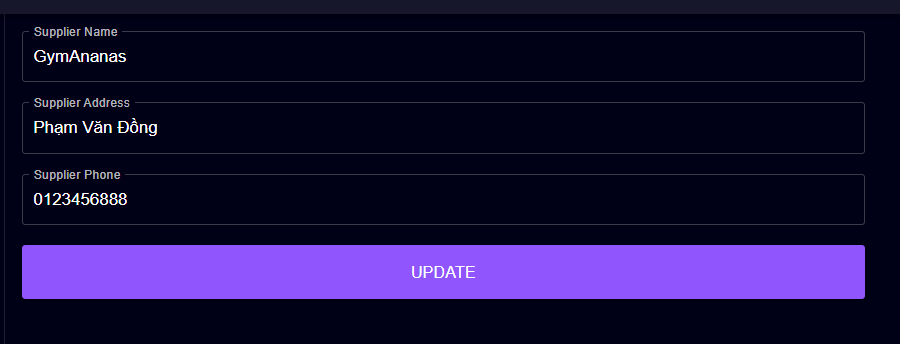 Supplier Name
GymAnanas
Supplier Address
Phạm Văn Đồng
Supplier Phone
0123456888
UPDATE